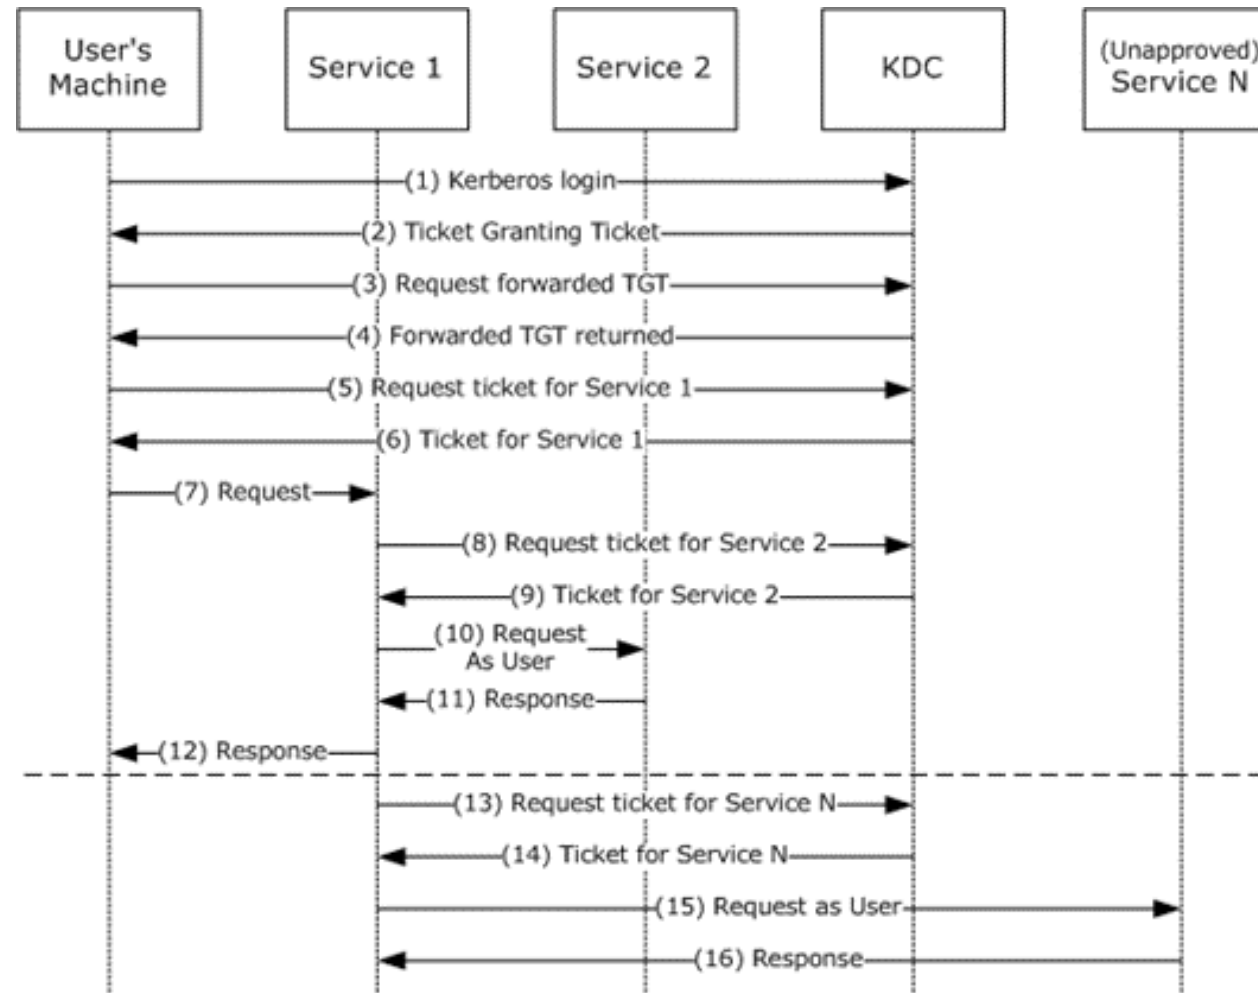 User's
Machine
Service 1
Service 2
KDC
(Unapproved)
Service N
(1) Kerberos login
(2) Ticket Granting Ticket
(3) Request forwarded TGT
(4) Forwarded TGT returned
(5) Request ticket for Service 1
(6) Ticket for Service 1
(7) Request
(8) Request ticket for Service 2
(9) Ticket for Service 2
(10) Request
As User
(11) Response
(12) Response
(13) Request ticket for Service N
(14) Ticket for Service N
(15) Request as User
(16) Response